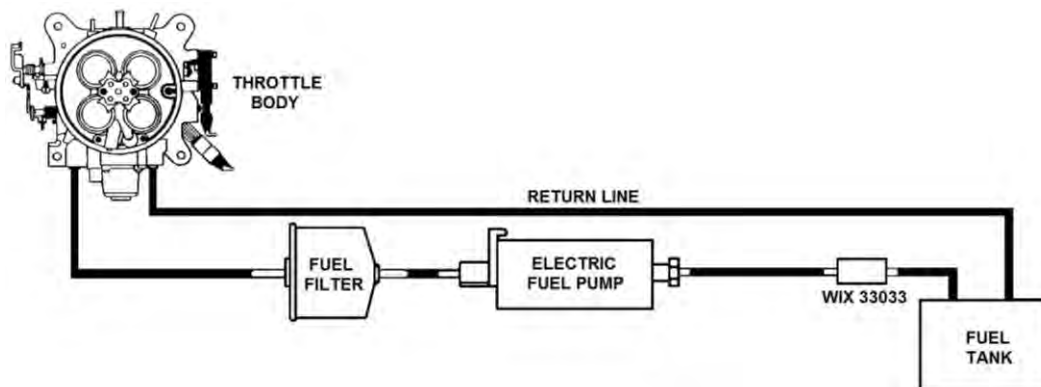 THROTTLE
BODY
RETURN LINE
FUEL
FILTER
ELECTRIC
FUEL PUMP
WIX 33033
FUEL
TANK